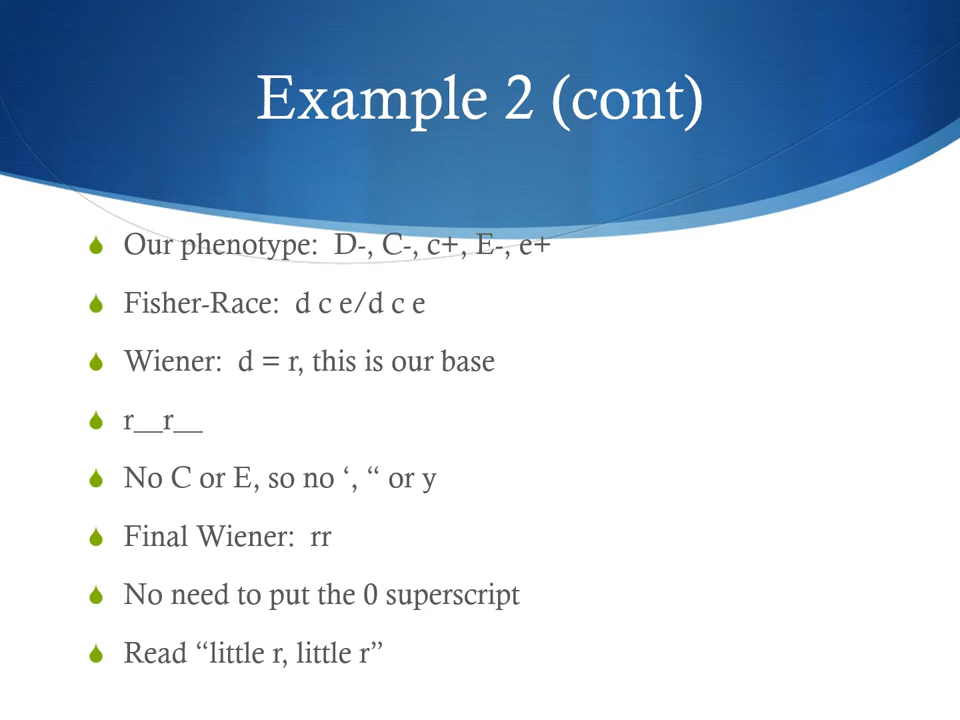 Example 2 (cont)
Our phenotype: D-, C-, c+, E-, e+
Fisher-Race: d c e/d c e
Wiener: d = r, this is our base
r__r__
No C or E, so no ‘, “ or y
Final Wiener: rr
No need to put the 0 superscript
Read “little r, little r”